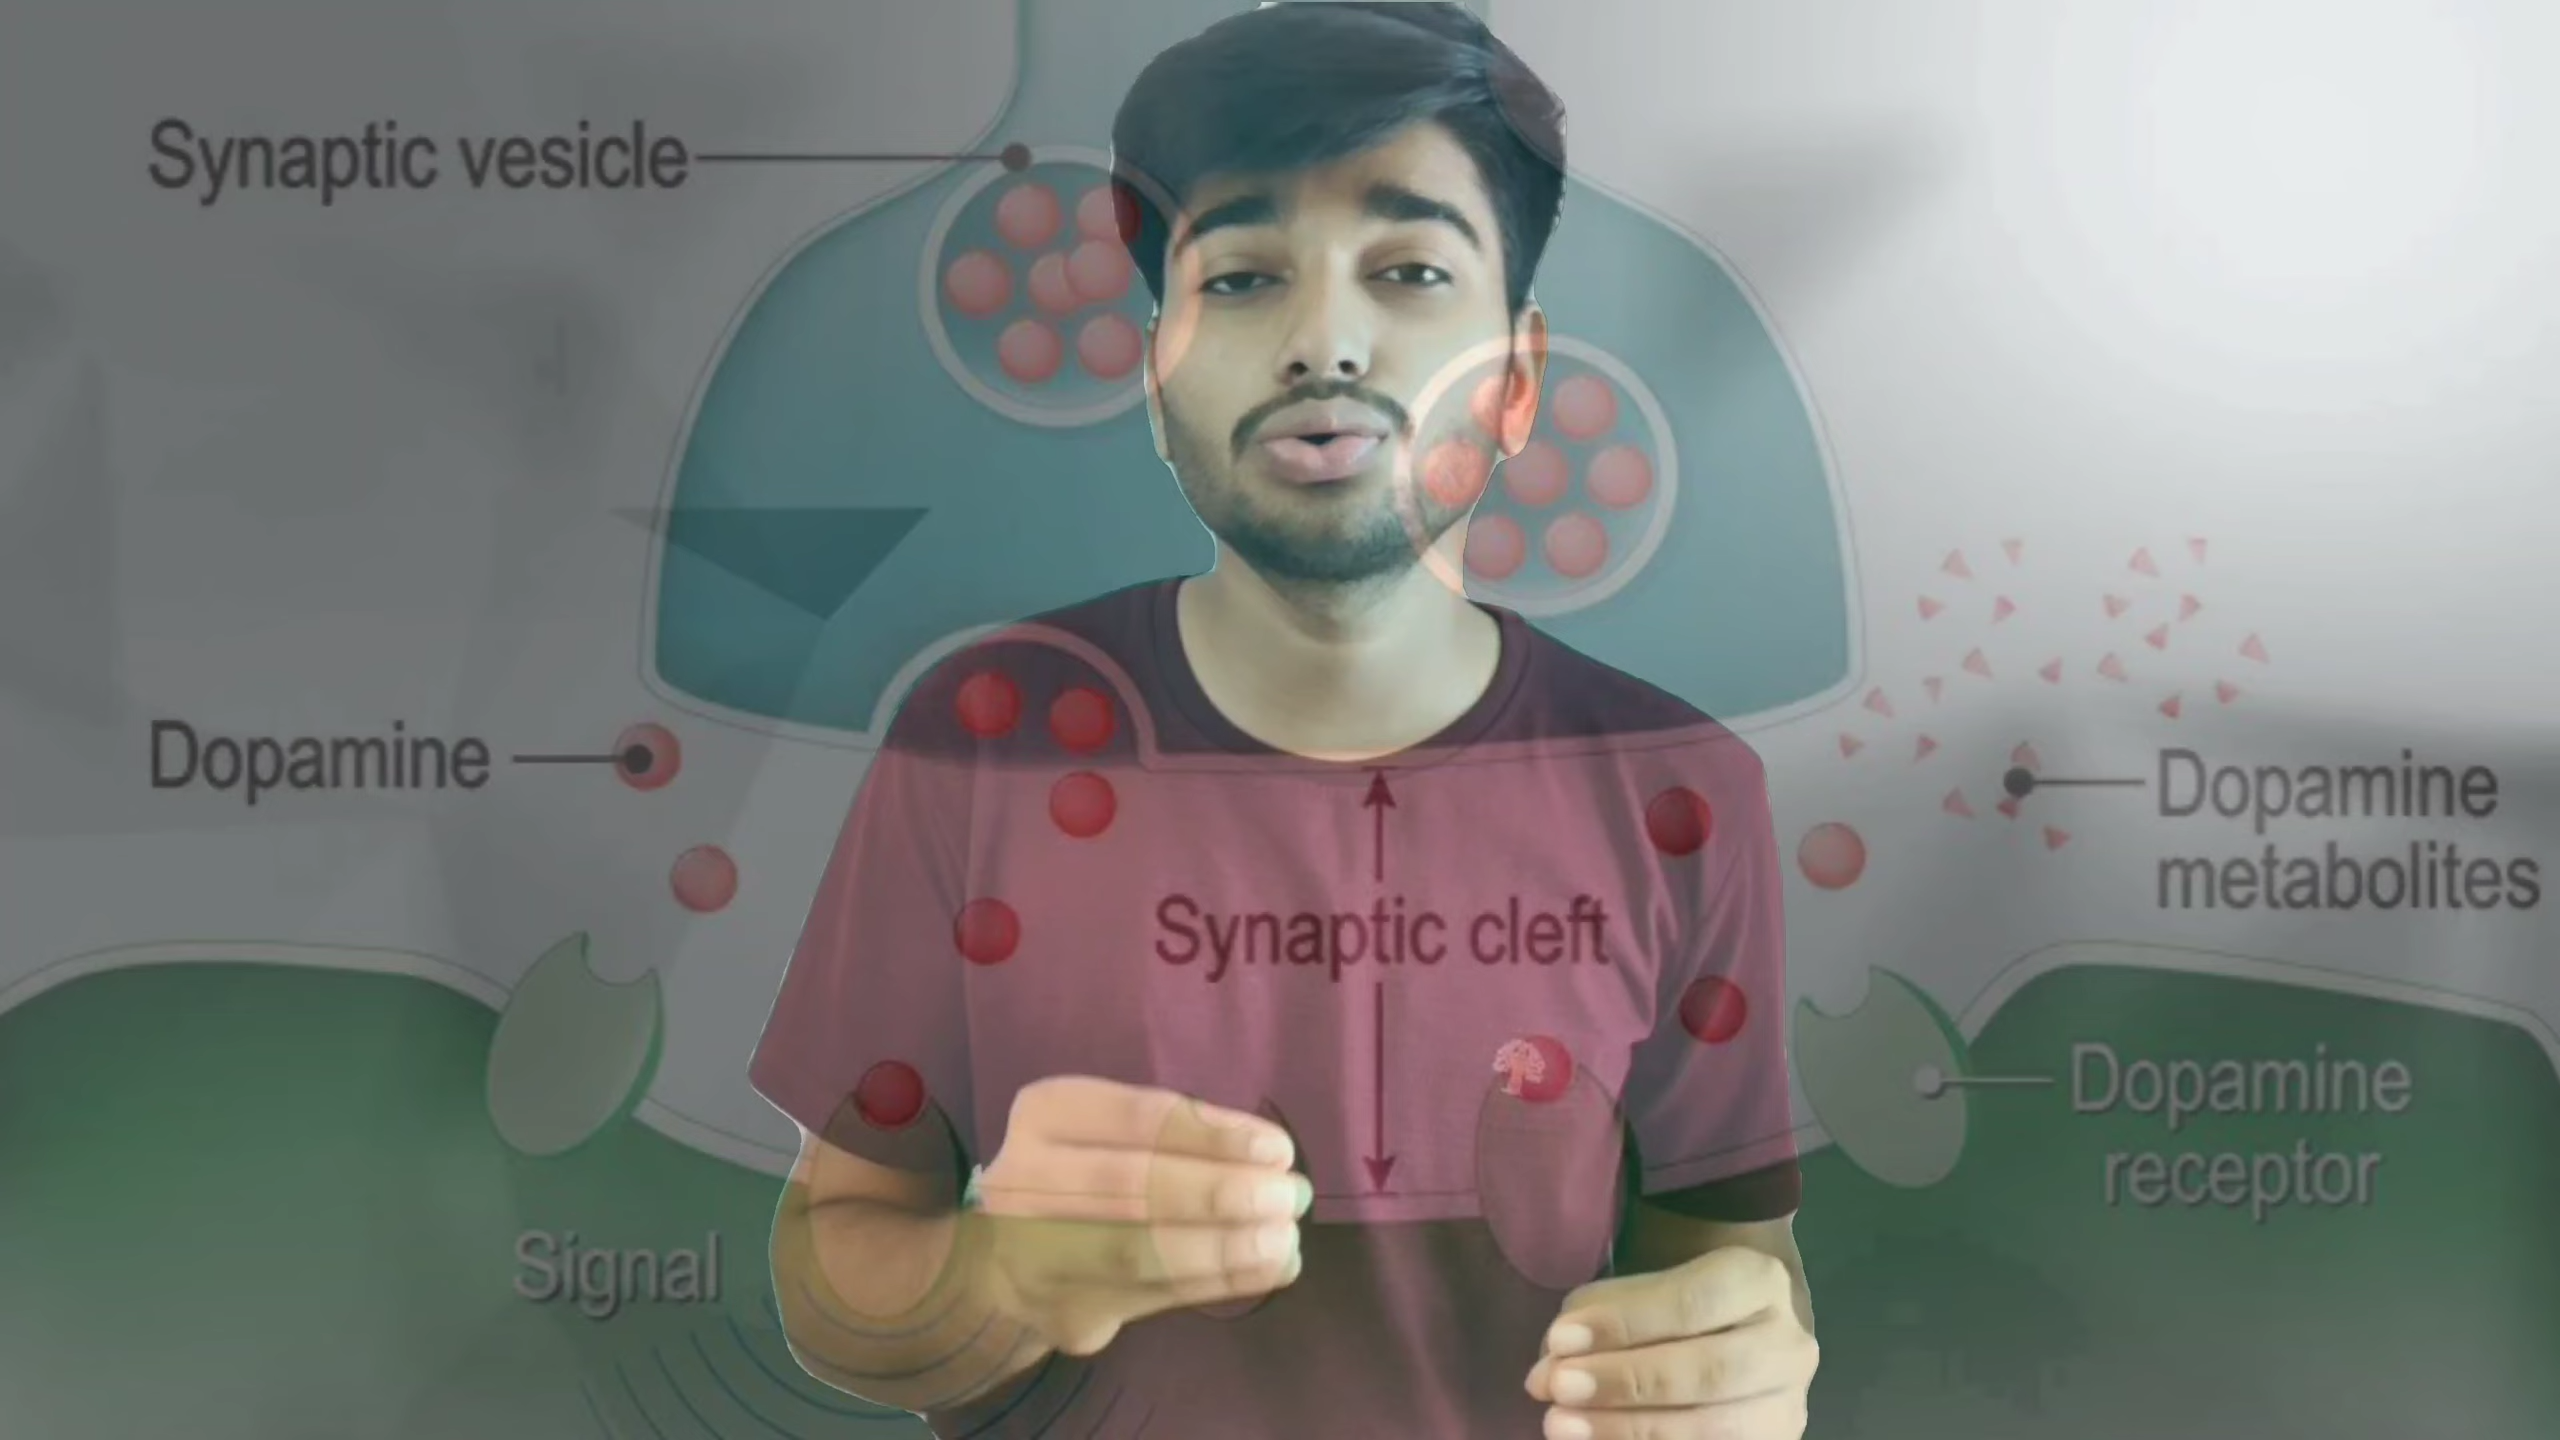 Synaptic vesicle
Dopamine
Synaptic cleft
Dopamine
metabolites
Dopamine
receptor
Signal